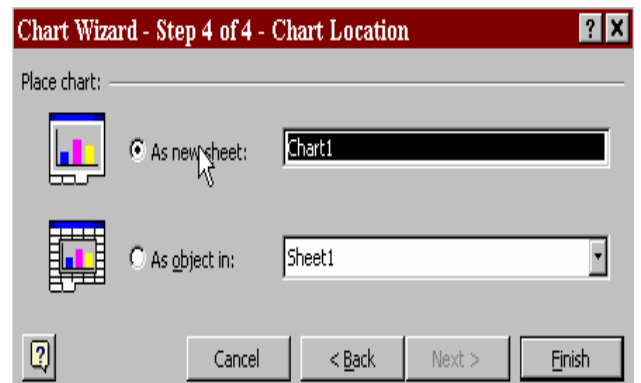 Chart Wizard - Step 4 of 4 - Chart Location ? X
Place chart:
As new sheet: Chart1
As object in: Sheet1
? Cancel < Back Next > Finish